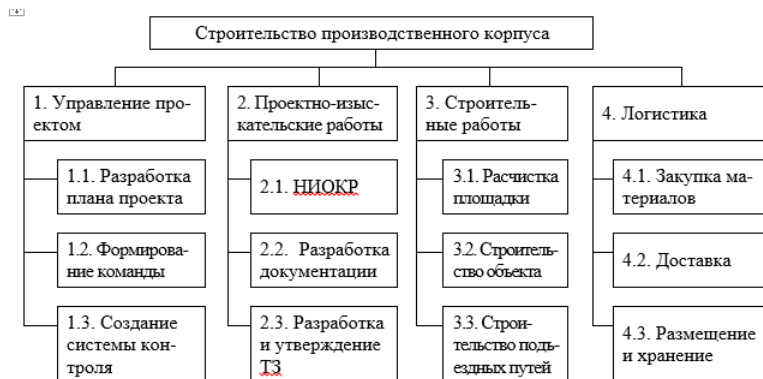 Строительство производственного корпуса
1. Управление про-
ектом
2. Проектно-изыс-
кательские работы
3. Строитель-
ные работы
4. Логистика
1.1. Разработка
плана проекта
2.1. НИОКР
3.1. Расчистка
площадки
4.1. Закупка ма-
териалов
1.2. Формирова-
ние команды
2.2. Разработка
документации
3.2. Строитель-
ство объекта
4.2. Доставка
1.3. Создание
системы кон-
троля
2.3. Разработка
и утверждение
ТЗ
3.3. Строи-
тельство подъ-
ездных путей
4.3. Размещение
и хранение